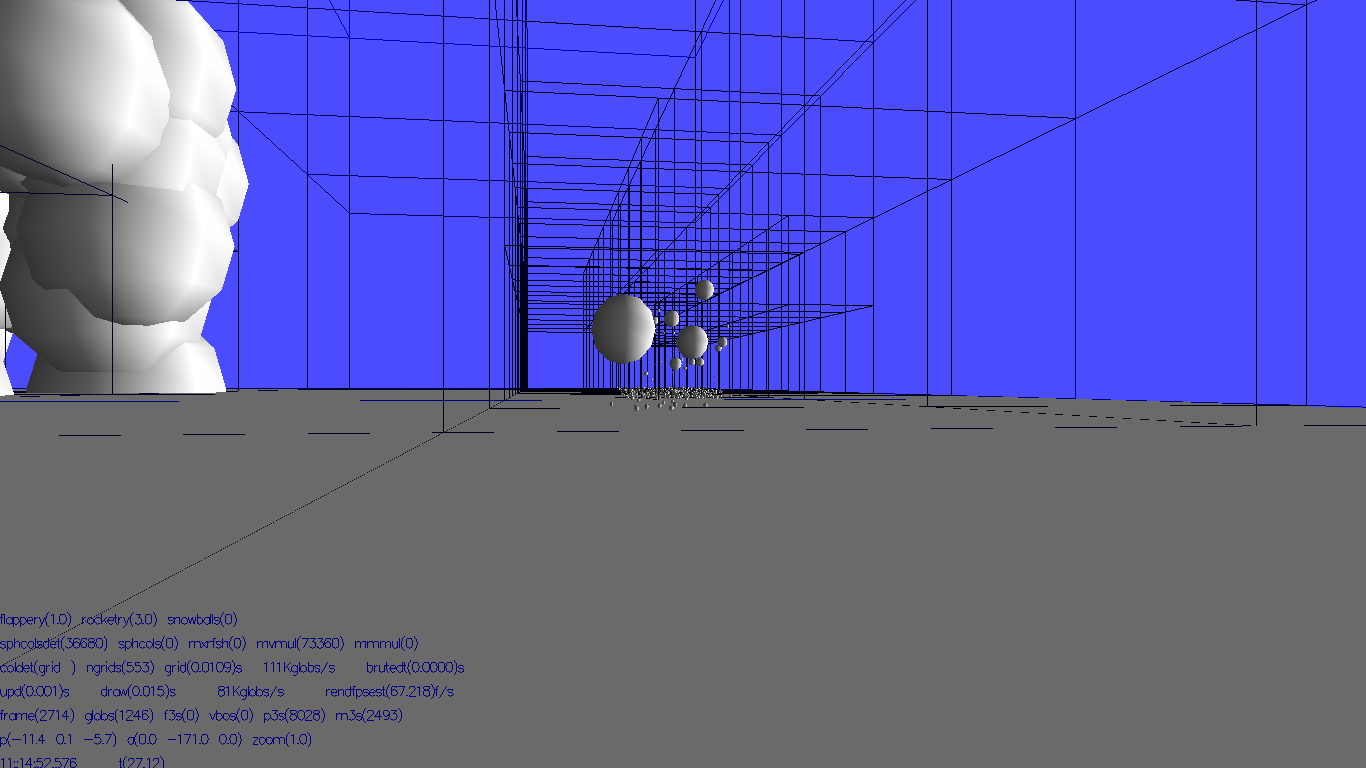 flappery(1.0) rocketry(3.0) snowballs(0)
sphcolsdet(36680) sphcols(0) mxrfsh(0) mvmul(73360) mmmul(0)
coldet(grid ) ngrids(553) grid(0.0109)s 111Kglobs/s brutedt(0.0000)s
upd(0.001)s draw(0.015)s 81Kglobs/s rendfpsest(67.218)f/s
frame(2714) globs(1246) f3s(0) vbos(0) p3s(8028) m3s(2493)
p(-11.4 0.1 -5.7) a(0.0 -171.0 0.0) zoom(1.0)
11:14:52.576 t(27.12)